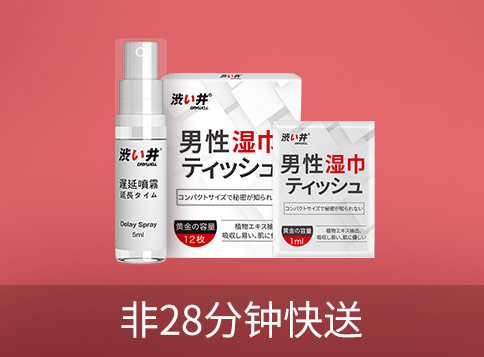 渋い井®
DRYWELL
遅延噴霧
延長タイム
Delay Spray
5ml
渋い井®
DRYWELL
男性湿巾
ティッシュ
コンパクトサイズで秘密が知られ
黄金の容量
12枚
植物エキス抽
吸収し易い、肌に
渋い井®
DRYWELL
男性湿巾
ティッシュ
コンパクトサイズで秘密が知られない
黄金の容量
1ml
植物エキス抽出、
吸収し易い、肌に優しい
非28分钟快送